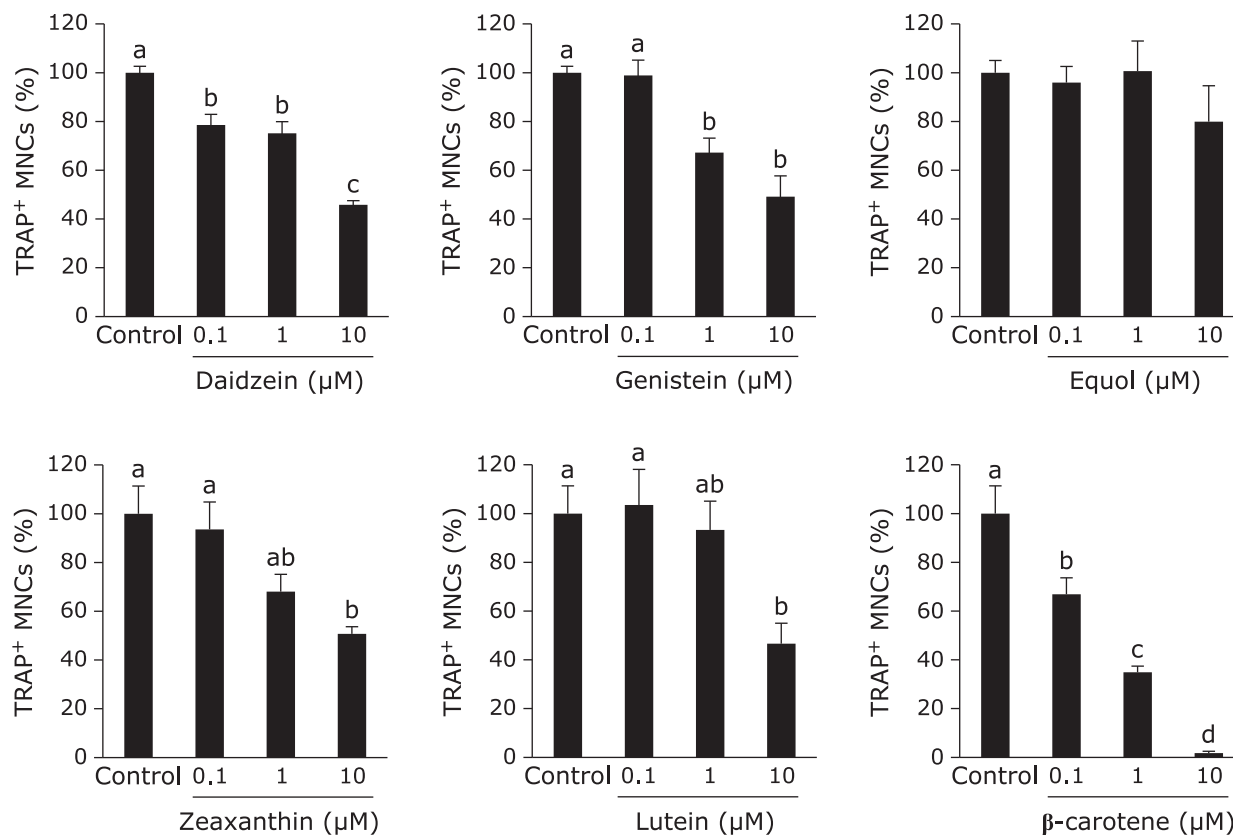 TRAP⁺ MNCs (%)
120
100
80
60
40
20
0
a
b
b
c
Control
0.1
1
10
Daidzein (μM)
TRAP⁺ MNCs (%)
120
100
80
60
40
20
0
a
a
b
b
Control
0.1
1
10
Genistein (μM)
TRAP⁺ MNCs (%)
120
100
80
60
40
20
0
Control
0.1
1
10
Equol (μM)
TRAP⁺ MNCs (%)
120
100
80
60
40
20
0
a
a
ab
b
Control
0.1
1
10
Zeaxanthin (μM)
TRAP⁺ MNCs (%)
120
100
80
60
40
20
0
a
a
ab
b
Control
0.1
1
10
Lutein (μM)
TRAP⁺ MNCs (%)
120
100
80
60
40
20
0
a
b
c
d
Control
0.1
1
10
β-carotene (μM)